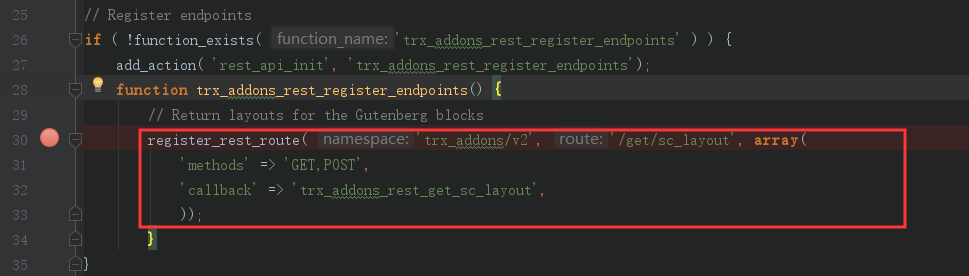 25 // Register endpoints
26 if ( !function_exists( function_name: 'trx_addons_rest_register_endpoints' ) ) {
27 add_action( 'rest_api_init', 'trx_addons_rest_register_endpoints');
28 function trx_addons_rest_register_endpoints() {
29 // Return layouts for the Gutenberg blocks
30 register_rest_route( namespace: 'trx_addons/v2', route: '/get/sc_layout', array(
31 'methods' => 'GET,POST',
32 'callback' => 'trx_addons_rest_get_sc_layout',
33 ));
34 }
35 }